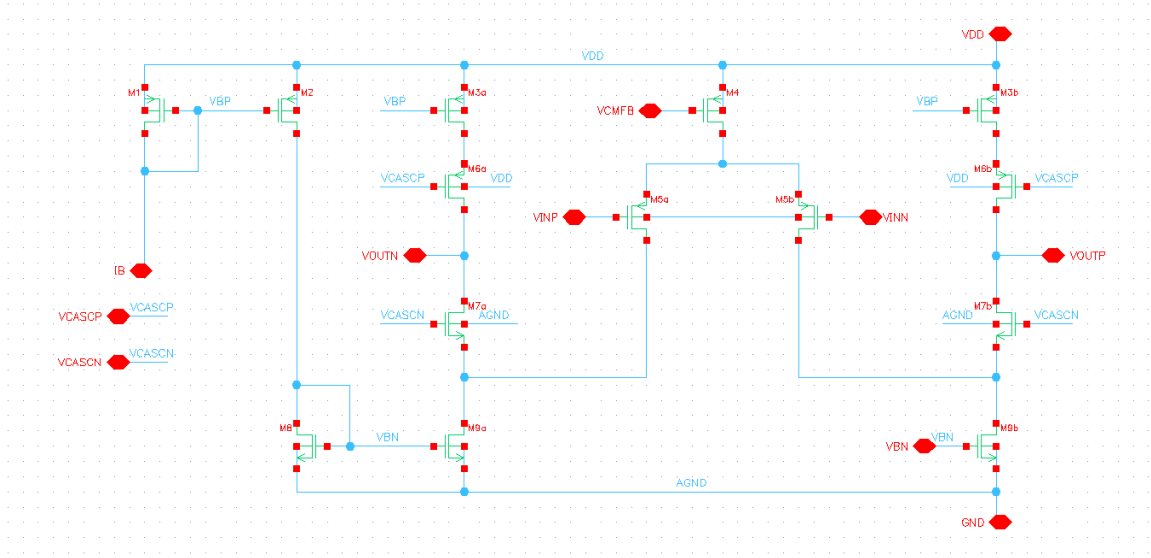 VDD
VDD
M1
VBP
M2
VBP
M3a
VCMFB
M4
VBP
M3b
VCASCP
M6a
VDD
VDD
M6b
VCASCP
VINP
M5a
M5b
VINN
VOUTN
VOUTP
IB
VCASCP
VCASCP
VCASCN
M7a
AGND
AGND
M7b
VCASCN
VCASCN
VCASCN
M8
VBN
M9a
VBN
VBN
M9b
AGND
GND